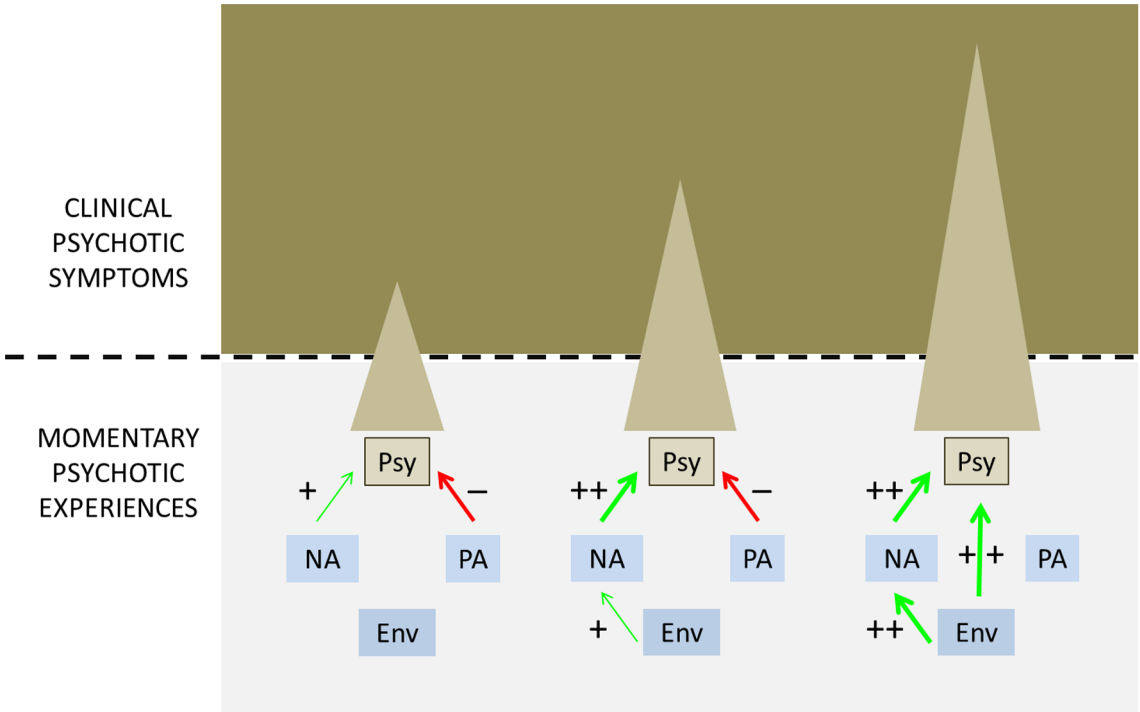 CLINICAL
PSYCHOTIC
SYMPTOMS
MOMENTARY
PSYCHOTIC
EXPERIENCES
Psy
+
–
NA
PA
Env
Psy
++
–
NA
PA
+
Env
Psy
++
NA
++
PA
++
Env